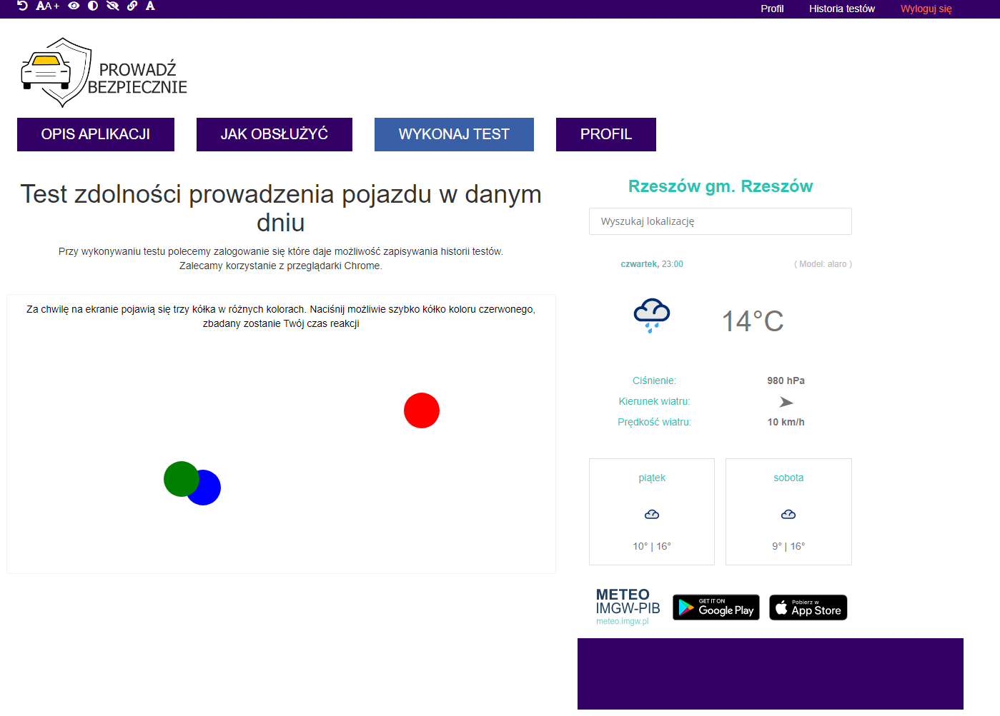 AA+
A
Profil
Historia testów
Wyloguj się
PROWADŹ
BEZPIECZNIE
OPIS APLIKACJI
JAK OBSŁUŻYĆ
WYKONAJ TEST
PROFIL
Test zdolności prowadzenia pojazdu w danym
dniu
Przy wykonywaniu testu polecemy zalogowanie się które daje możliwość zapisywania historii testów.
Zalecamy korzystanie z przeglądarki Chrome.
Za chwilę na ekranie pojawią się trzy kółka w różnych kolorach. Naciśnij możliwie szybko kółko koloru czerwonego,
zbadany zostanie Twój czas reakcji
Rzeszów gm. Rzeszów
Wyszukaj lokalizację
czwartek, 23:00
( Model: alaro )
14°C
Ciśnienie: 980 hPa
Kierunek wiatru:
Prędkość wiatru: 10 km/h
piątek
10° | 16°
sobota
9° | 16°
METEO
IMGW-PIB
meteo.imgw.pl
GET IT ON
Google Play
Pobierz w
App Store